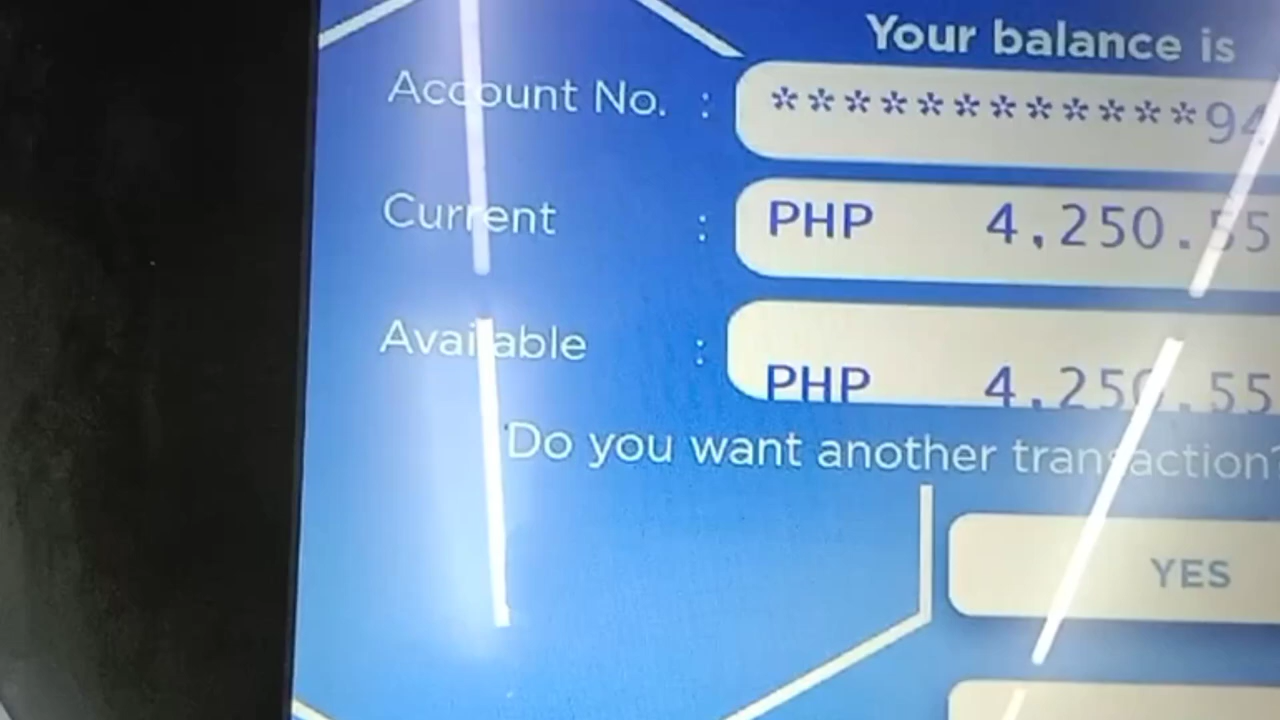 Your balance is
Account No. : ************94
Current : PHP 4,250.55
Available : PHP 4,250.55
Do you want another transaction?
YES